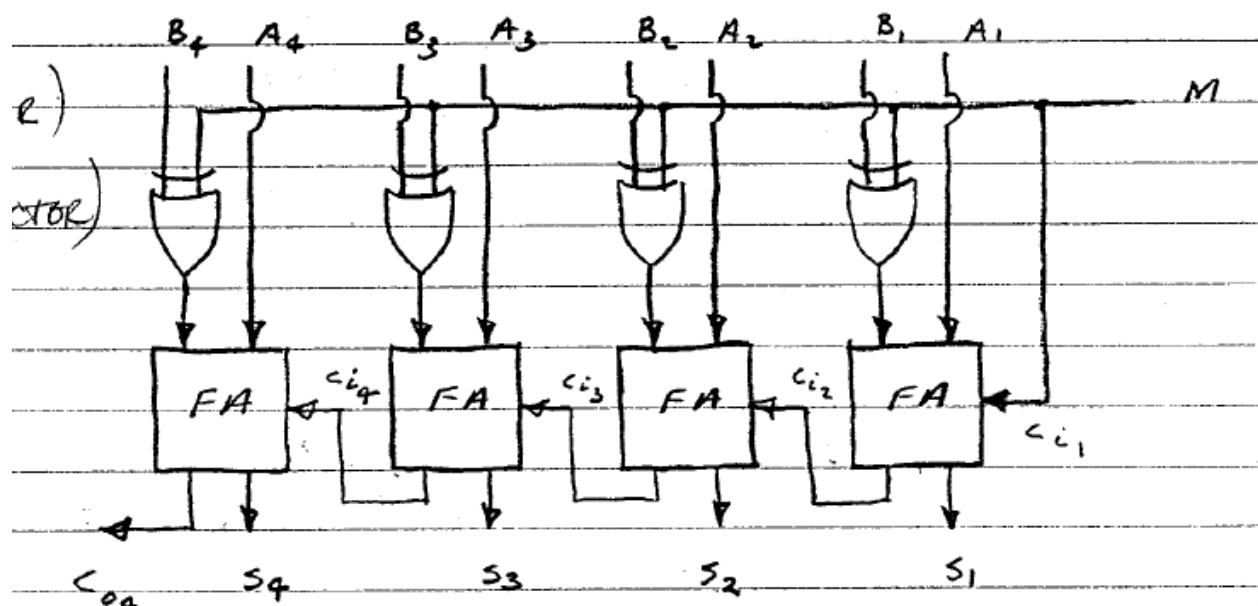 B4 A4 B3 A3 B2 A2 B1 A1
R) M
CTOR)
FA Ci4 FA Ci3 FA Ci2 FA
Ci1
Co4 S4 S3 S2 S1